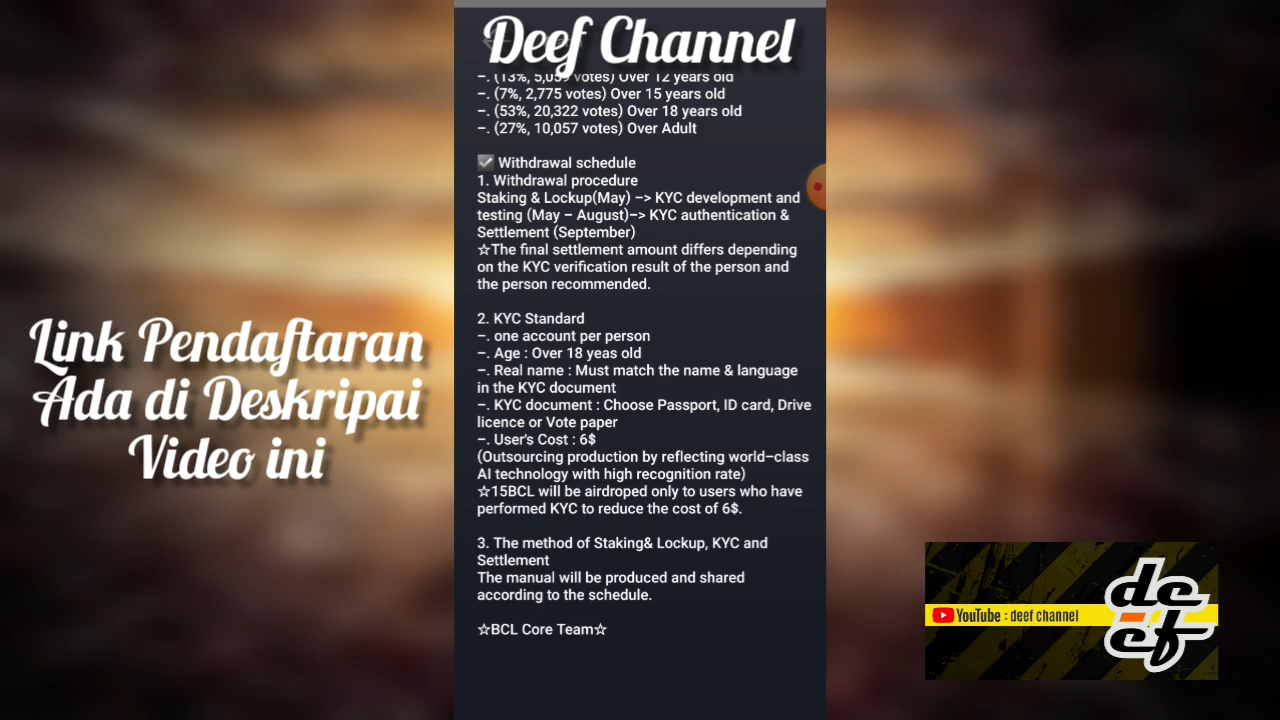 Deef Channel
–. (13%, 5,059 votes) Over 12 years old
–. (7%, 2,775 votes) Over 15 years old
–. (53%, 20,322 votes) Over 18 years old
–. (27%, 10,057 votes) Over Adult
Withdrawal schedule
1. Withdrawal procedure
Staking & Lockup(May) –> KYC development and
testing (May – August)–> KYC authentication &
Settlement (September)
☆The final settlement amount differs depending
on the KYC verification result of the person and
the person recommended.
2. KYC Standard
–. one account per person
–. Age : Over 18 yeas old
–. Real name : Must match the name & language
in the KYC document
–. KYC document : Choose Passport, ID card, Drive
licence or Vote paper
–. User's Cost : 6$
(Outsourcing production by reflecting world–class
AI technology with high recognition rate)
☆15BCL will be airdroped only to users who have
performed KYC to reduce the cost of 6$.
3. The method of Staking& Lockup, KYC and
Settlement
The manual will be produced and shared
according to the schedule.
☆BCL Core Team☆
Link Pendaftaran
Ada di Deskripai
Video ini
YouTube : deef channel
de
ef